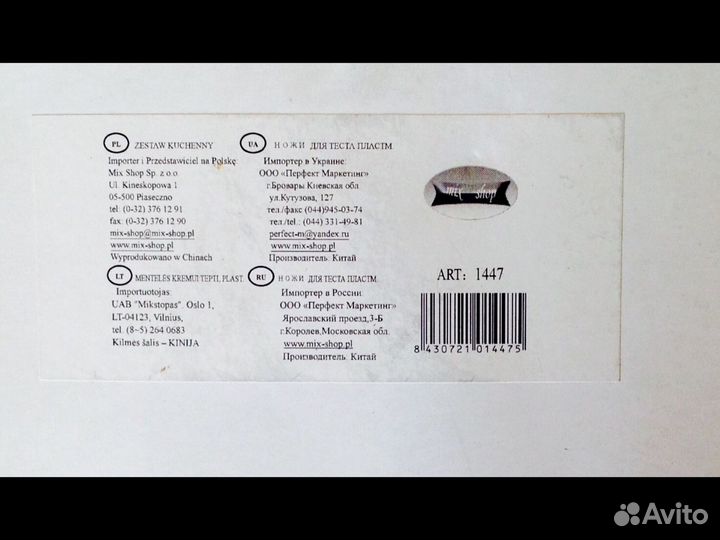 PL ZESTAW KUCHENNY
Importer i Przedstawiciel na Polskę:
Mix Shop Sp. z o.o.
Ul. Kineskopowa 1
05-500 Piaseczno
tel: (0-32) 376 12 91
fax: (0-32) 376 12 90
mix-shop@mix-shop.pl
www.mix-shop.pl
Wyprodukowano w Chinach
LT MENTELĖS KREMUI TEPTI, PLAST.
Importuotojas:
UAB "Mikstopas" Oslo 1,
LT-04123, Vilnius,
tel. (8~5) 264 0683
Kilmės šalis – KINIJA
UA НОЖИ ДЛЯ ТЕСТА ПЛАСТМ.
Импортер в Украине:
ООО «Перфект Маркетинг»
г.Бровары Киевская обл.
ул.Кутузова, 127
тел./факс (044)945-03-74
тел./tel.: (044) 331-49-81
perfect-m@yandex.ru
www.mix-shop.pl
Производитель: Китай
RU НОЖИ ДЛЯ ТЕСТА ПЛАСТМ.
Импортер в России:
ООО «Перфект Маркетинг»
Ярославский проезд,3-Б
г.Королев,Московская обл.
www.mix-shop.pl
Производитель: Китай
mix shop
ART: 1447
8 430721 014475
Avito